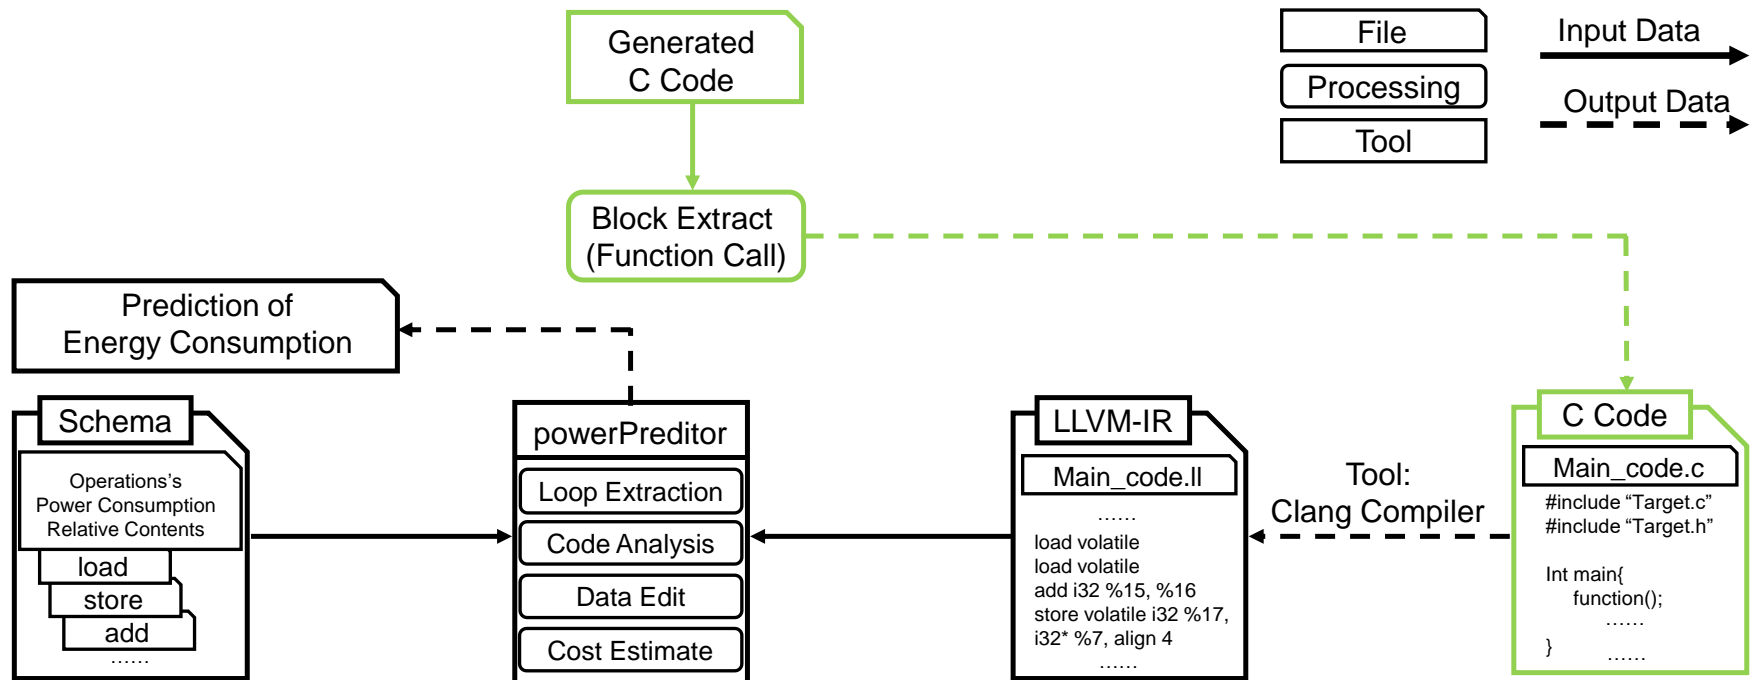 Generated
C Code
File
Processing
Tool
Input Data
Output Data
Block Extract
(Function Call)
Prediction of
Energy Consumption
Schema
Operations's
Power Consumption
Relative Contents
load
store
add
......
powerPreditor
Loop Extraction
Code Analysis
Data Edit
Cost Estimate
LLVM-IR
Main_code.ll
......
load volatile
load volatile
add i32 %15, %16
store volatile i32 %17,
i32* %7, align 4
......
Tool:
Clang Compiler
C Code
Main_code.c
#include “Target.c”
#include “Target.h”
Int main{
function();
......
}
......